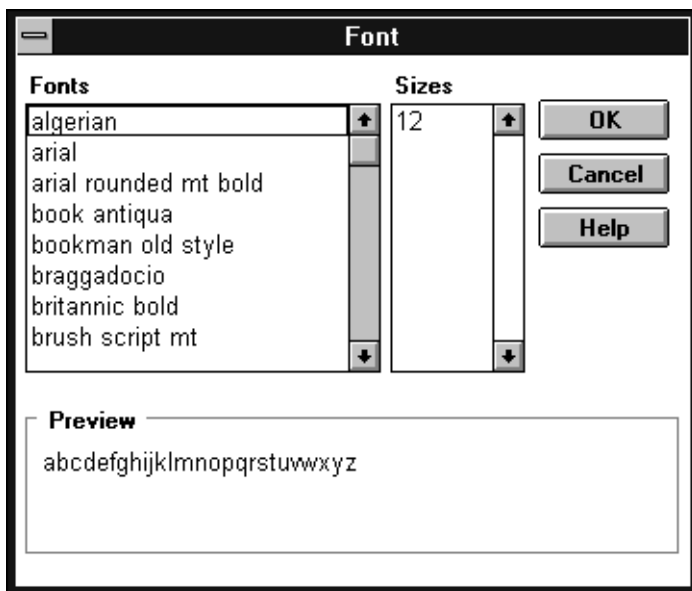 Font
Fonts
Sizes
algerian
12
OK
arial
arial rounded mt bold
Cancel
book antiqua
Help
bookman old style
braggadocio
britannic bold
brush script mt
Preview
abcdefghijklmnopqrstuvwxyz